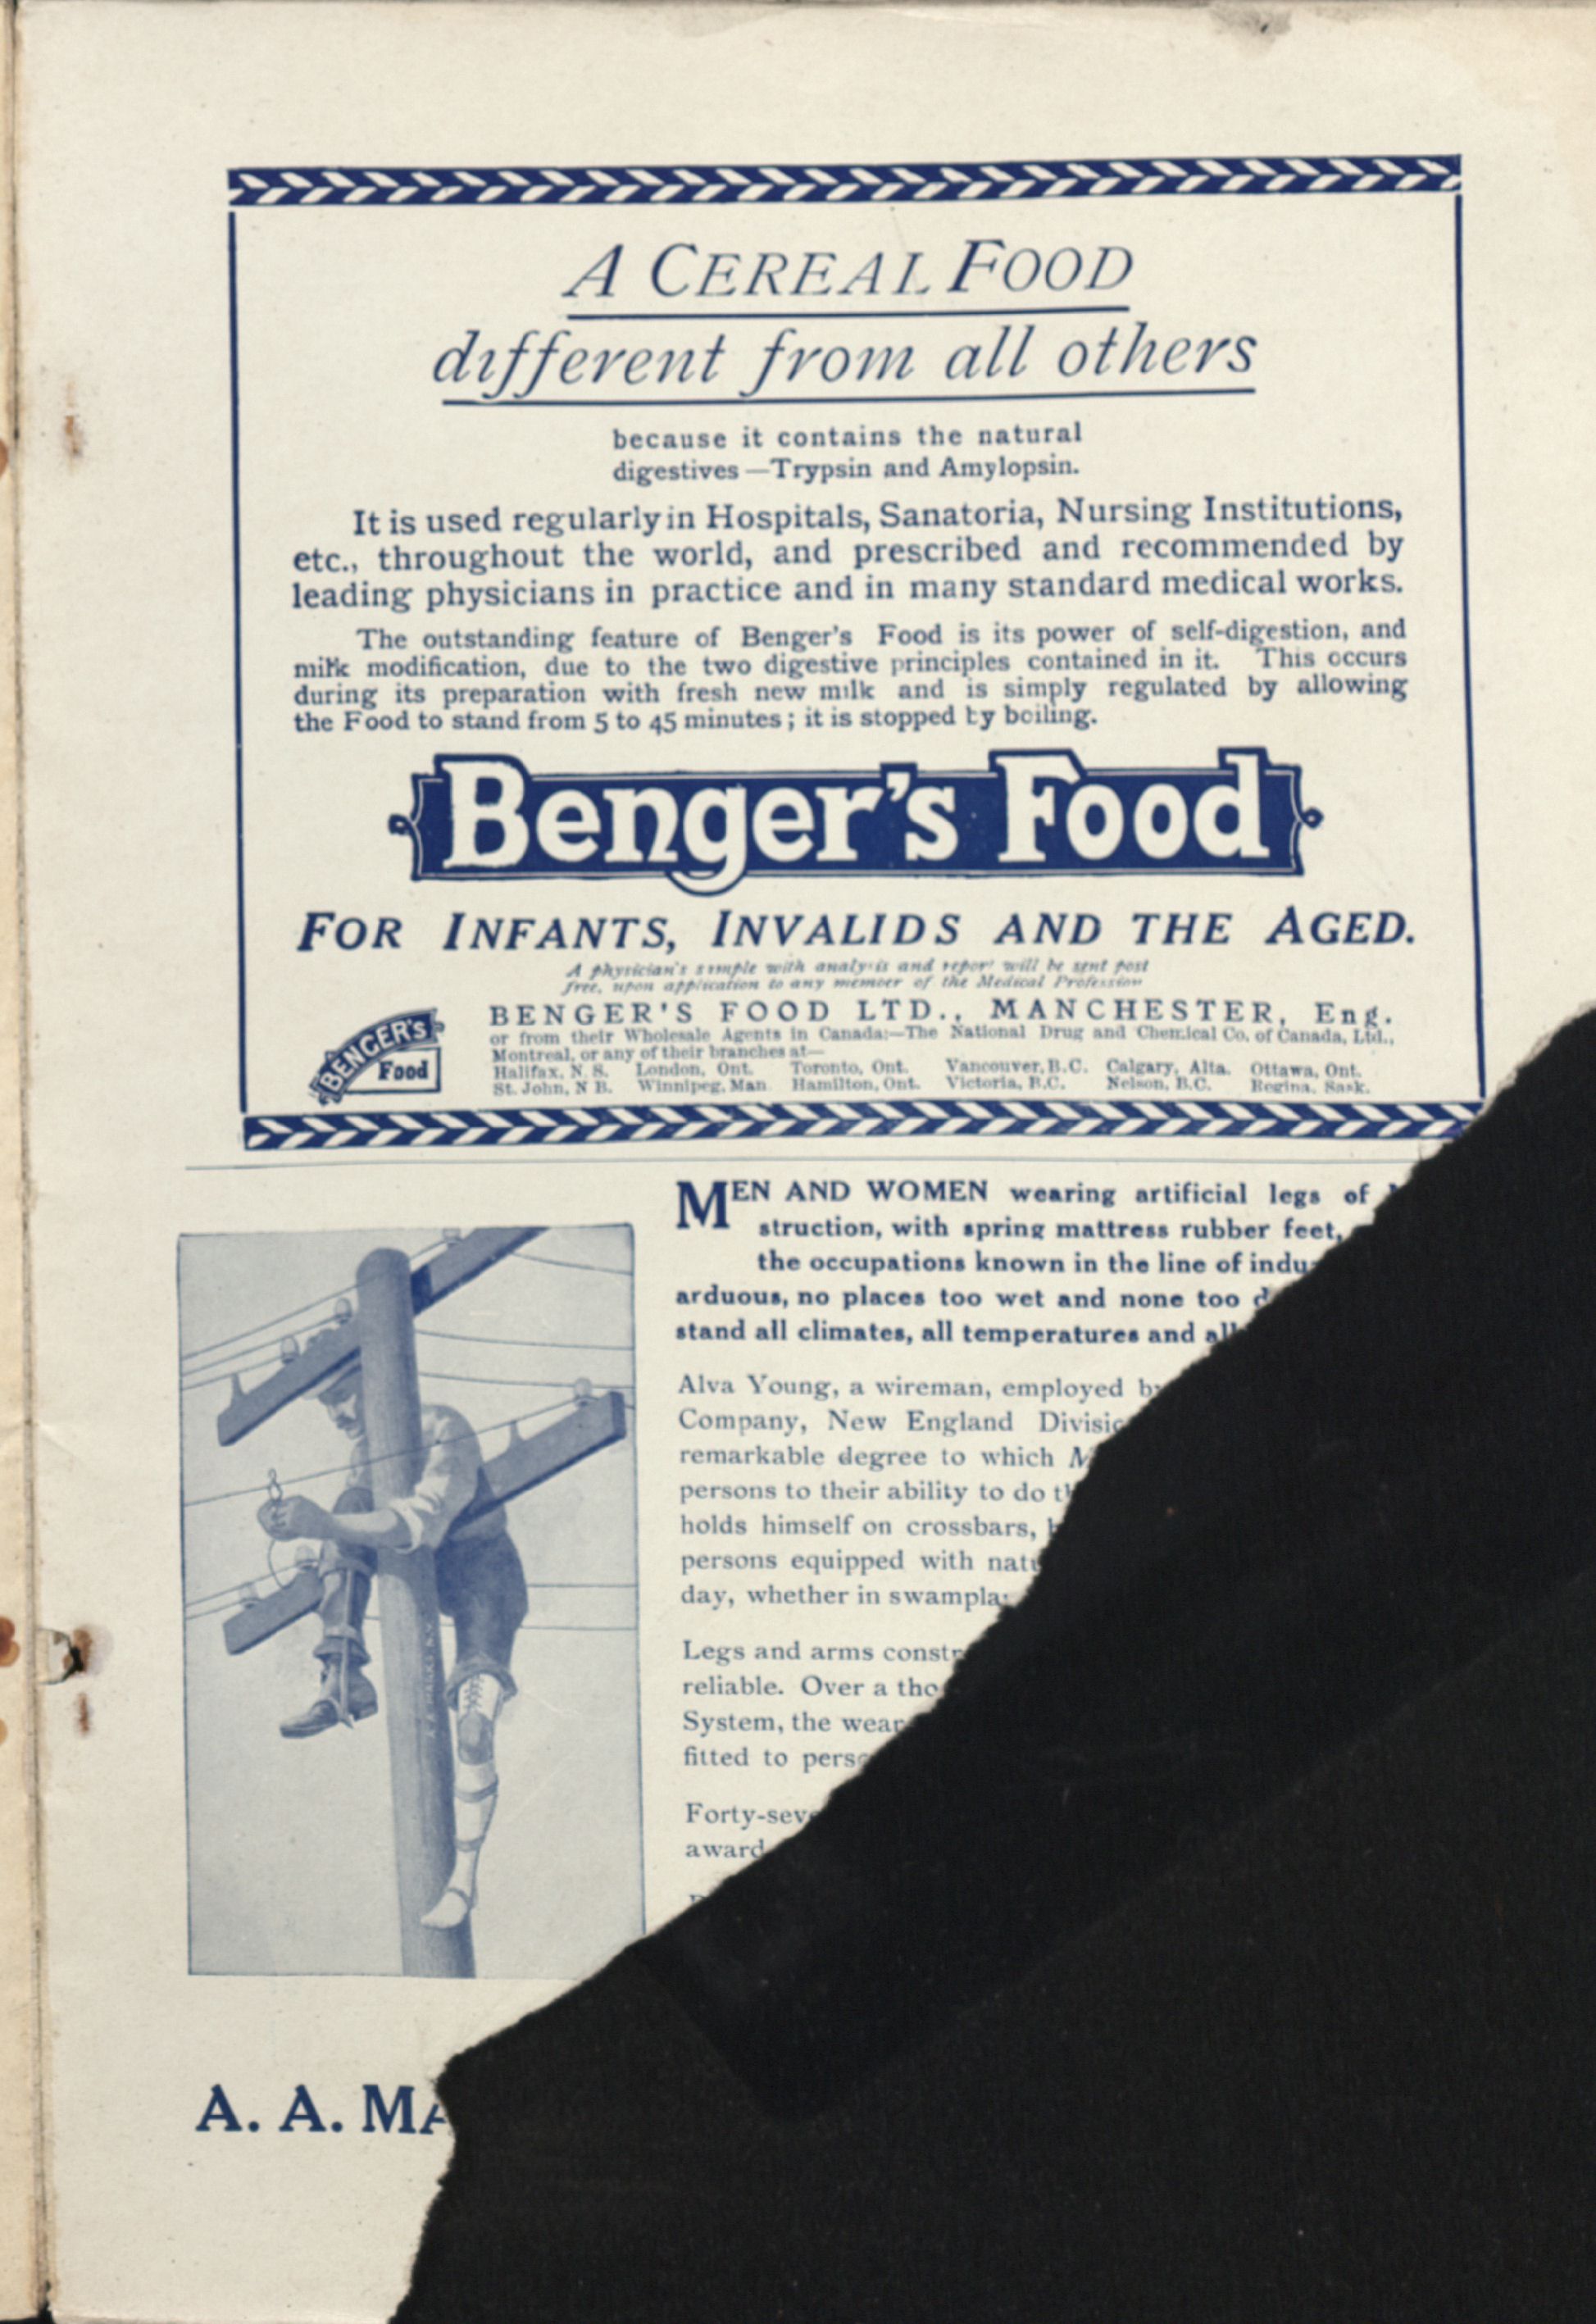 A CEREAL FOOD
different from all others
because it contains the natural
digestives—Trypsin and Amylopsin.
It is used regularly in Hospitals, Sanatoria, Nursing Institutions,
etc., throughout the world, and prescribed and recommended by
leading physicians in practice and in many standard medical works.
The outstanding feature of Benger's Food is its power of self-digestion, and
milk modification, due to the two digestive principles contained in it. This occurs
during its preparation with fresh new milk and is simply regulated by allowing
the Food to stand from 5 to 45 minutes; it is stopped by boiling.
Benger's Food
FOR INFANTS, INVALIDS AND THE AGED.
A physician's sample with analysis and report will be sent post
free, upon application to any member of the Medical Profession
BENGER'S FOOD LTD., MANCHESTER, Eng.
or from their Wholesale Agents in Canada:—The National Drug and Chemical Co. of Canada, Ltd.,
Montreal, or any of their branches at—
Halifax, N.S. London, Ont. Toronto, Ont. Vancouver, B.C. Calgary, Alta. Ottawa, Ont.
St. John, N B. Winnipeg, Man. Hamilton, Ont. Victoria, B.C. Nelson, B.C. Regina, Sask.
BENGER'S
Food
MEN AND WOMEN wearing artificial legs of
struction, with spring mattress rubber feet,
the occupations known in the line of indu
arduous, no places too wet and none too d
stand all climates, all temperatures and all
Alva Young, a wireman, employed by
Company, New England Divisio
remarkable degree to which M
persons to their ability to do th
holds himself on crossbars,
persons equipped with natu
day, whether in swampla
Legs and arms constr
reliable. Over a tho
System, the wear
fitted to perso
Forty-seve
award
A. A. MA